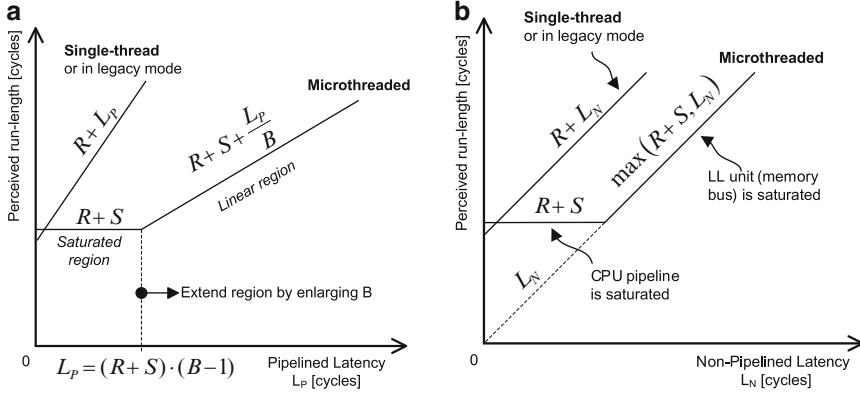 a
Perceived run-length [cycles]
Single-thread
or in legacy mode
Microthreaded
R + L_P
R + S + L_P/B
Linear region
R + S
Saturated
region
Extend region by enlarging B
0
L_P = (R + S) · (B − 1)
Pipelined Latency
L_P [cycles]
b
Perceived run-length [cycles]
Single-thread
or in legacy mode
Microthreaded
R + L_N
max(R + S, L_N)
LL unit (memory
bus) is saturated
R + S
L_N
CPU pipeline
is saturated
0
Non-Pipelined Latency
L_N [cycles]